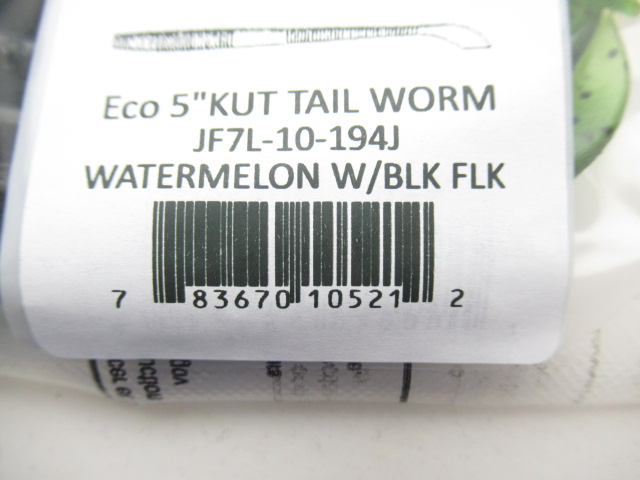 Eco 5"KUT TAIL WORM
JF7L-10-194J
WATERMELON W/BLK FLK
7 83670 10521 2